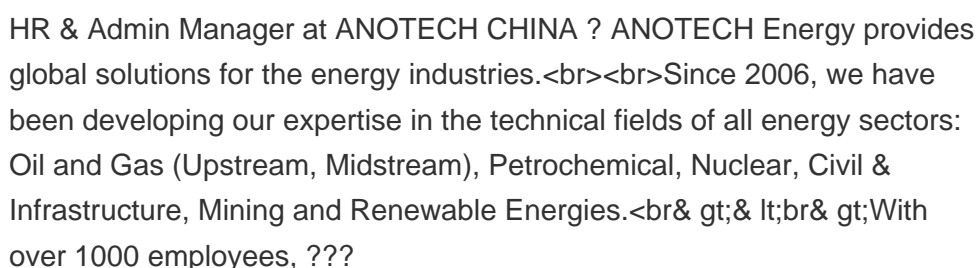 HR & Admin Manager at ANOTECH CHINA ? ANOTECH Energy provides
global solutions for the energy industries.<br><br>Since 2006, we have
been developing our expertise in the technical fields of all energy sectors:
Oil and Gas (Upstream, Midstream), Petrochemical, Nuclear, Civil &
Infrastructure, Mining and Renewable Energies.<br& gt;& lt;br& gt;With
over 1000 employees, ???